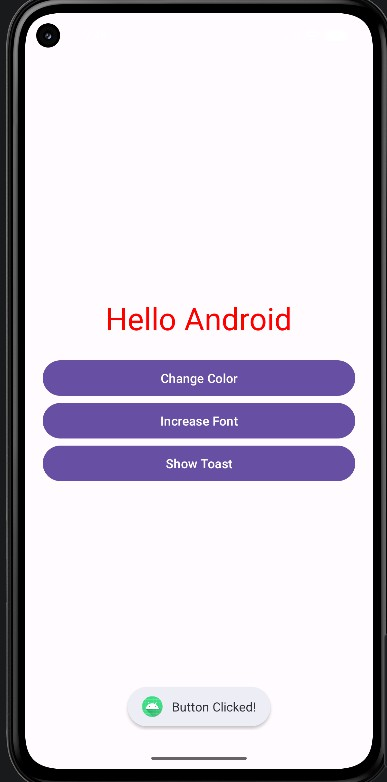 Hello Android
Change Color
Increase Font
Show Toast
Button Clicked!